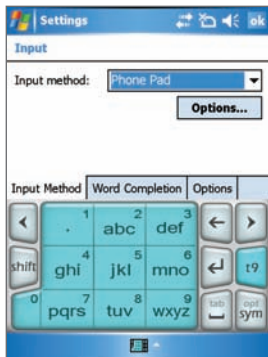 Settings ok
Input
Input method: Phone Pad
Options...
Input Method Word Completion Options
. 1 abc 2 def 3
shift ghi 4 jkl 5 mno 6 t9
0 pqrs 7 tuv 8 wxyz 9 tab opt sym